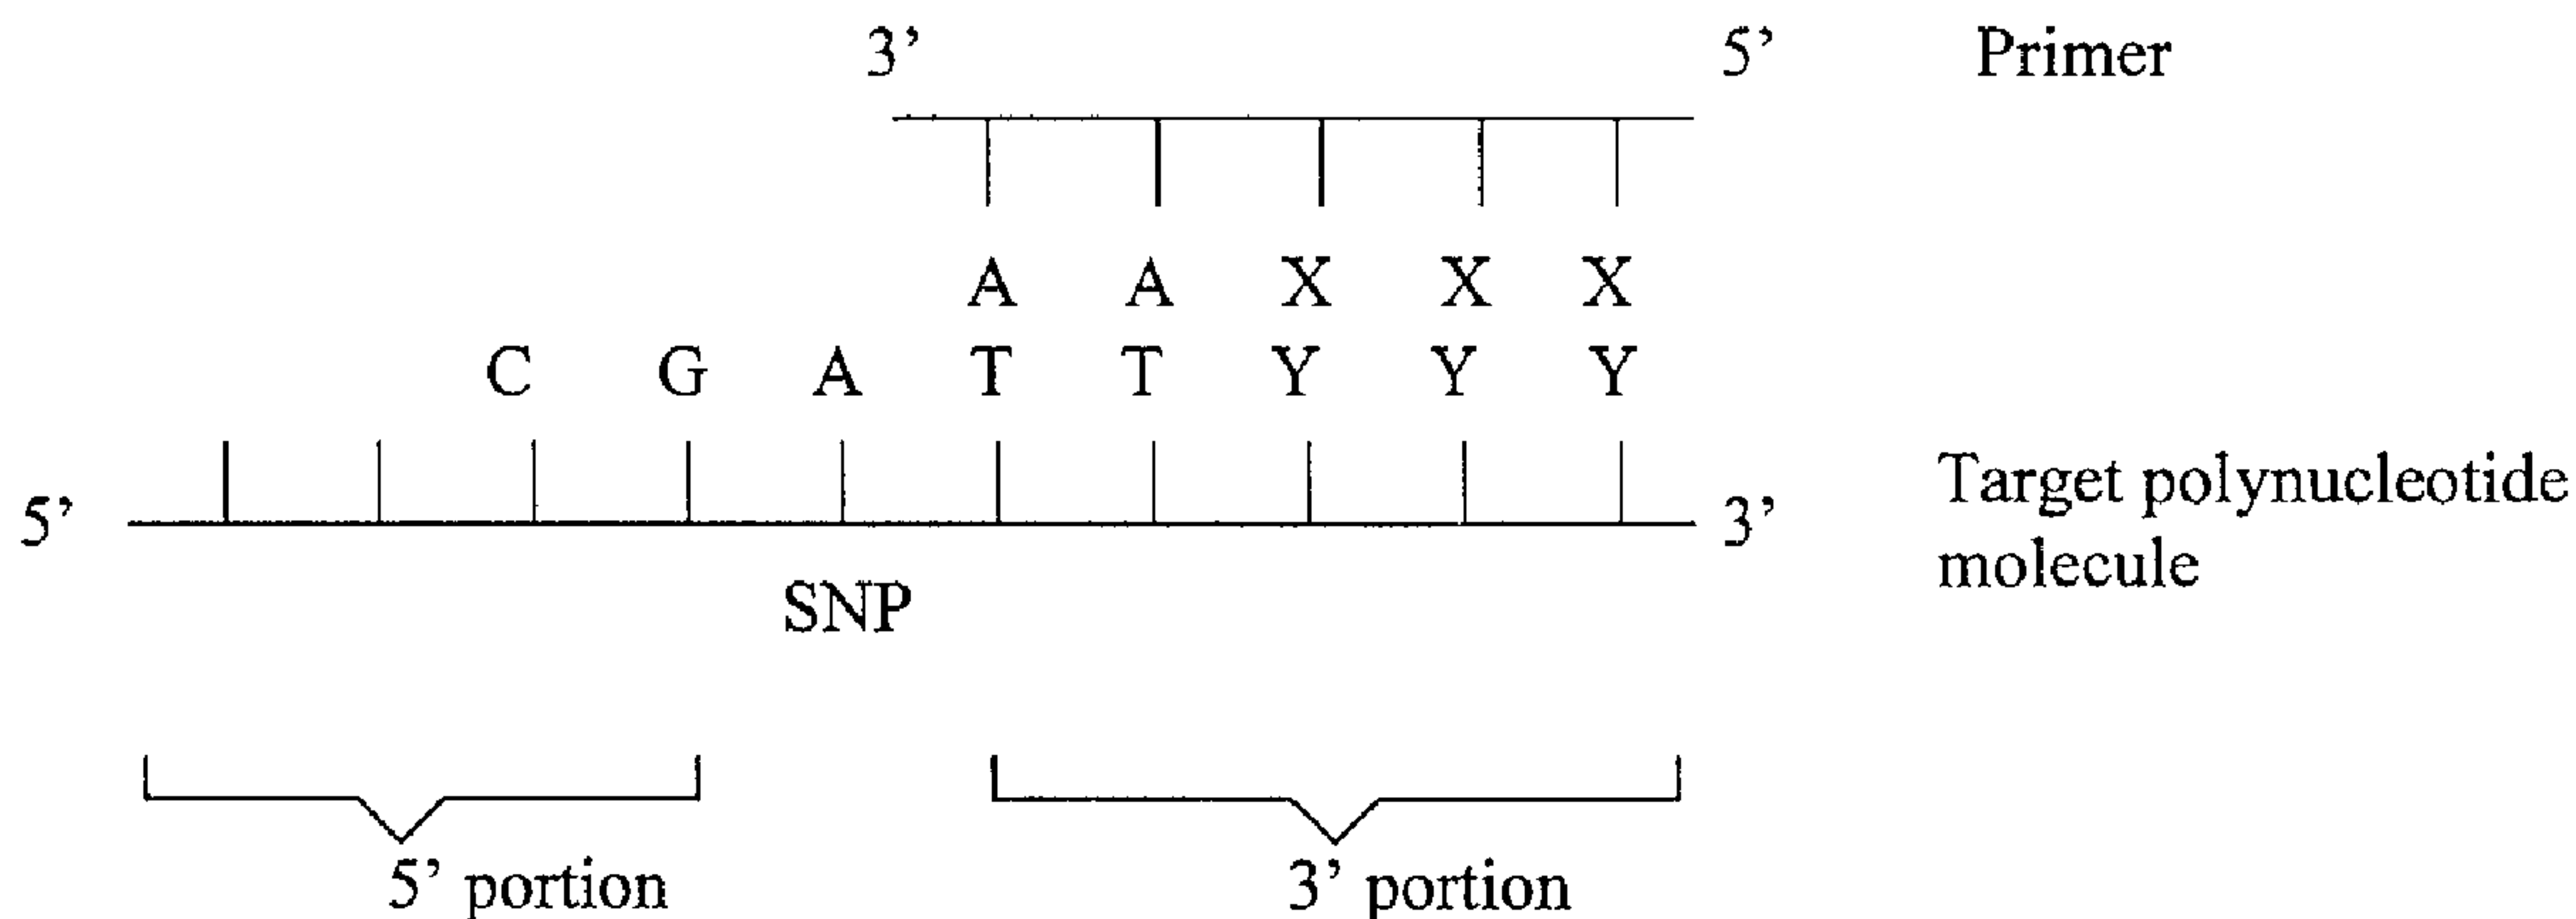 3’ 5’ Primer
A A X X X
C G A T T Y Y Y
5’ 3’ Target polynucleotide
molecule
SNP
5’ portion 3’ portion